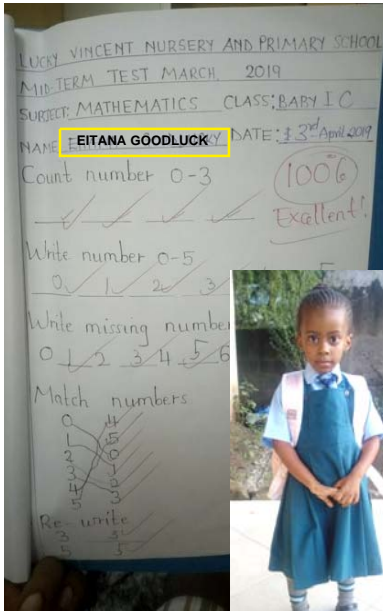 LUCKY VINCENT NURSERY AND PRIMARY SCHOOL
MID-TERM TEST MARCH, 2019
SUBJECT: MATHEMATICS CLASS: BABY I C
NAME: EITANA GOODLUCK DATE: 3rd April 2019
Count number 0-3
100%
Excellent!
Write number 0-5
0 1 2 3
Write missing number
0 1 2 3 4 5 6
Match numbers
0 4
1 5
2 0
3 1
4 2
5 3
Re-write
3 3
5 5